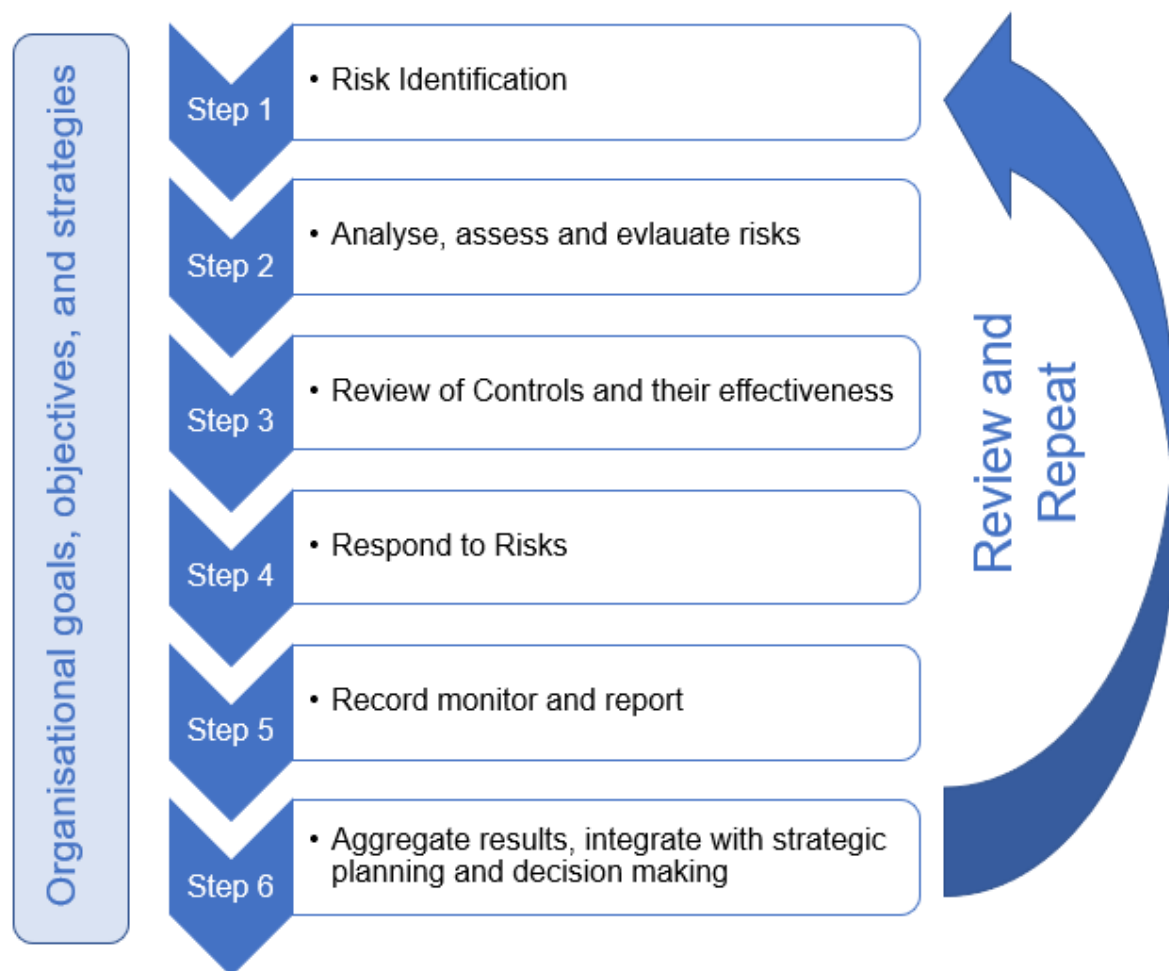 Organisational goals, objectives, and strategies
Step 1
• Risk Identification
Step 2
• Analyse, assess and evlauate risks
Step 3
• Review of Controls and their effectiveness
Step 4
• Respond to Risks
Step 5
• Record monitor and report
Step 6
• Aggregate results, integrate with strategic
planning and decision making
Review and
Repeat